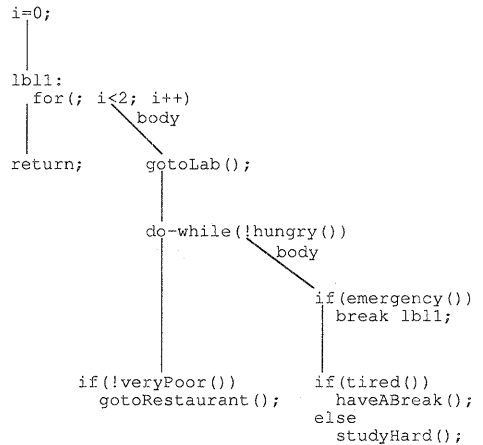 i=0;
lbl1:
for(; i<2; i++)
body
return;
gotoLab();
do-while(!hungry())
body
if(emergency())
break lbl1;
if(!veryPoor())
gotoRestaurant();
if(tired())
haveABreak();
else
studyHard();